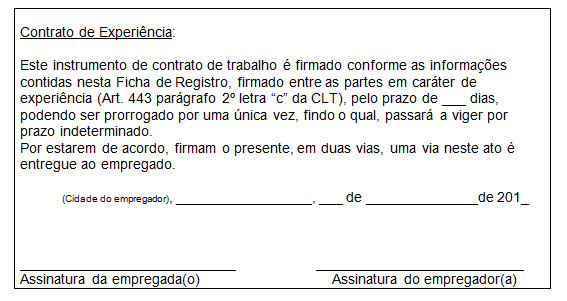 Contrato de Experiência:
Este instrumento de contrato de trabalho é firmado conforme as informações
contidas nesta Ficha de Registro, firmado entre as partes em caráter de
experiência (Art. 443 parágrafo 2º letra “c” da CLT), pelo prazo de ___ dias,
podendo ser prorrogado por uma única vez, findo o qual, passará a viger por
prazo indeterminado.
Por estarem de acordo, firmam o presente, em duas vias, uma via neste ato é
entregue ao empregado.
(Cidade do empregador), _________________, ___ de ______________de 201_
____________________________ ___________________________
Assinatura da empregada(o) Assinatura do empregador(a)